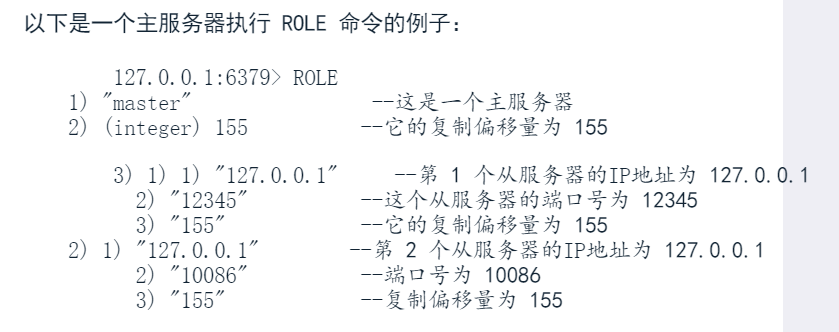 以下是一个主服务器执行 ROLE 命令的例子：
127.0.0.1:6379> ROLE
1) "master" --这是一个主服务器
2) (integer) 155 --它的复制偏移量为 155
3) 1) 1) "127.0.0.1" --第 1 个从服务器的IP地址为 127.0.0.1
2) "12345" --这个从服务器的端口号为 12345
3) "155" --它的复制偏移量为 155
2) 1) "127.0.0.1" --第 2 个从服务器的IP地址为 127.0.0.1
2) "10086" --端口号为 10086
3) "155" --复制偏移量为 155